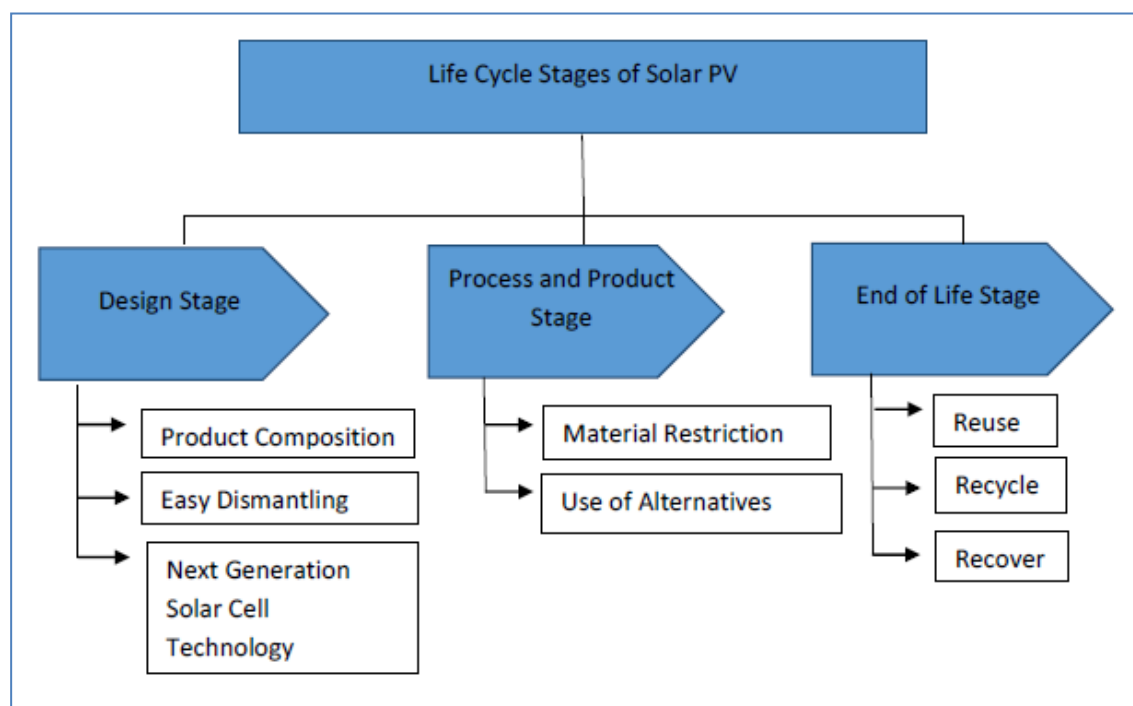 Life Cycle Stages of Solar PV
Design Stage
Process and Product
Stage
End of Life Stage
Product Composition
Easy Dismantling
Next Generation
Solar Cell
Technology
Material Restriction
Use of Alternatives
Reuse
Recycle
Recover